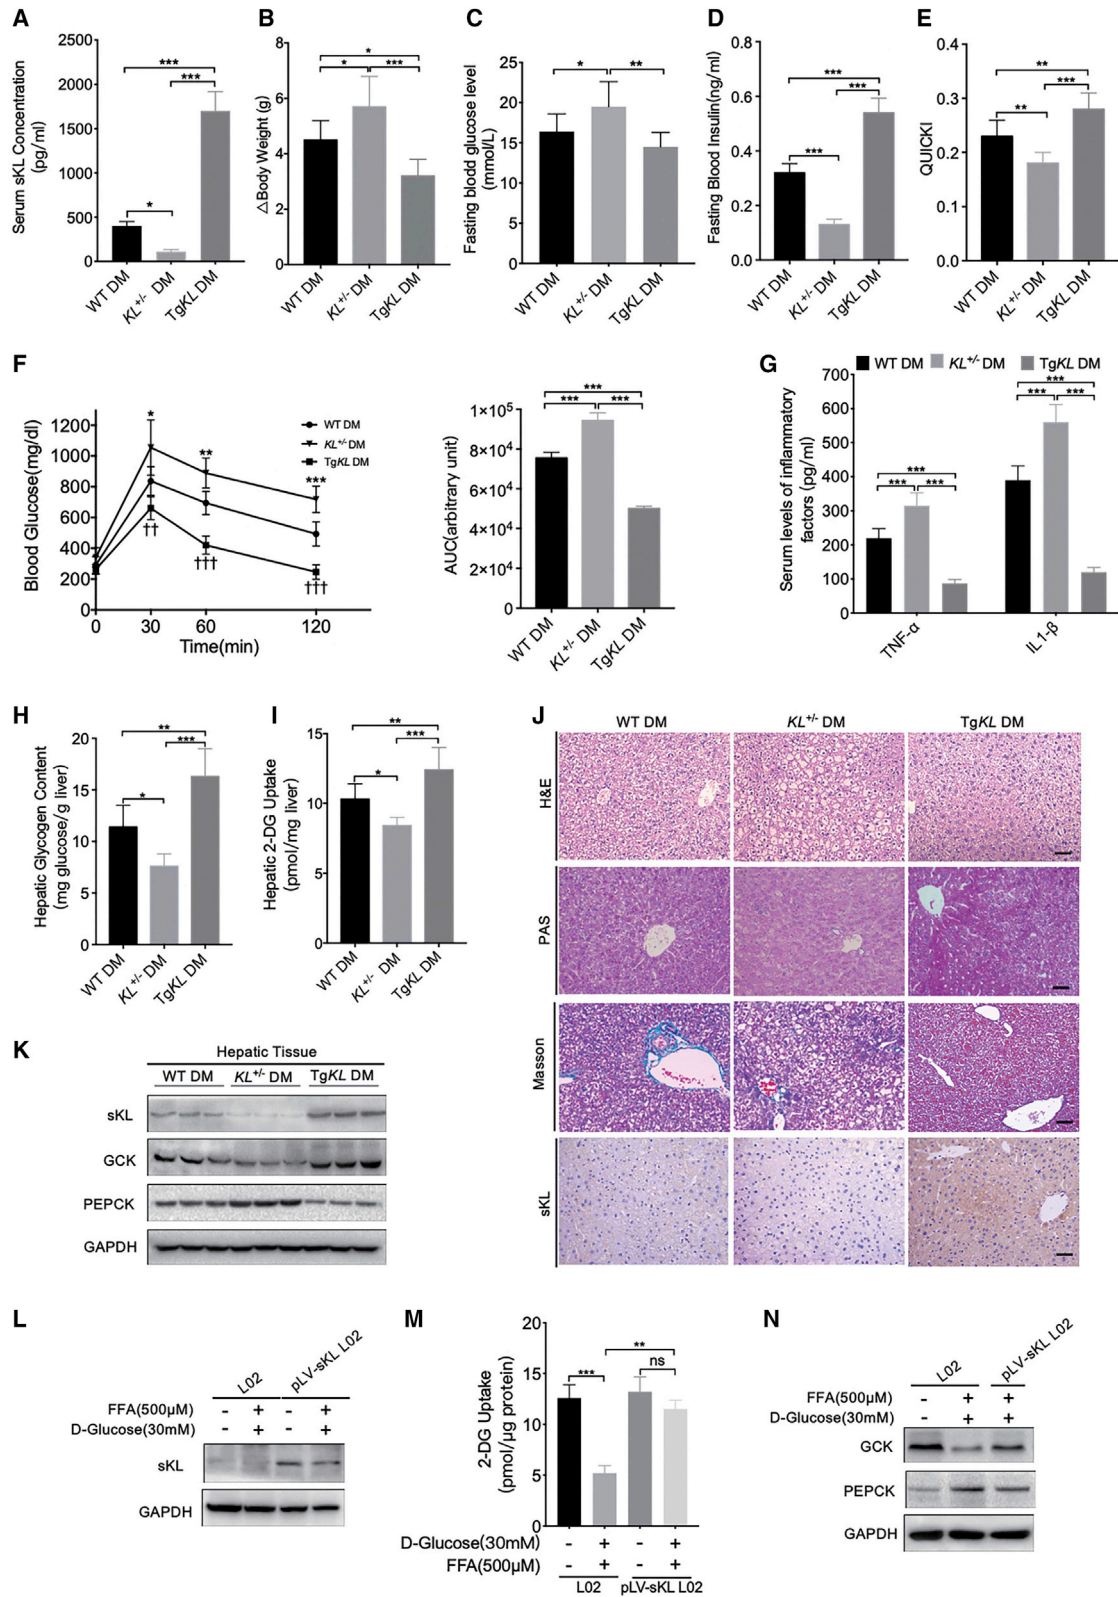 A
Serum sKL Concentration
(pg/ml)
2500
2000
1500
1000
500
0
***
***
*
WT DM
KL+/- DM
TgKL DM
B
△Body Weight (g)
8
6
4
2
0
*
*
***
WT DM
KL+/- DM
TgKL DM
C
Fasting blodd glucose level
(mmol/L)
25
20
15
10
5
0
*
**
WT DM
KL+/- DM
TgKL DM
D
Fasting Blood Insulin(ng/ml)
0.8
0.6
0.4
0.2
0.0
***
***
***
WT DM
KL+/- DM
TgKL DM
E
QUICKI
0.4
0.3
0.2
0.1
0.0
**
***
**
WT DM
KL+/- DM
TgKL DM
F
Blood Glucose(mg/dl)
1200
1000
800
600
400
200
0
*
**
***
††
†††
†††
WT DM
KL+/- DM
TgKL DM
0 30 60 120
Time(min)
AUC(arbitrary unit)
1×10⁵
8×10⁴
6×10⁴
4×10⁴
2×10⁴
0
***
*** ***
WT DM
KL+/- DM
TgKL DM
G
WT DM KL+/- DM TgKL DM
Serum levels of inflammatory
factors (pg/ml)
700
600
500
400
300
200
100
0
***
*** ***
***
*** ***
TNF-α
IL1-β
H
Hepatic Glycogen Content
(mg glucose/g liver)
20
15
10
5
0
**
***
*
WT DM
KL+/- DM
TgKL DM
I
Hepatic 2-DG Uptake
(pmol/mg liver)
15
10
5
0
**
***
*
WT DM
KL+/- DM
TgKL DM
J
WT DM KL+/- DM TgKL DM
H&E
PAS
Masson
sKL
K
Hepatic Tissue
WT DM KL+/- DM TgKL DM
sKL
GCK
PEPCK
GAPDH
L
L02 pLV-sKL L02
FFA(500μM) - + - +
D-Glucose(30mM) - + - +
sKL
GAPDH
M
2-DG Uptake
(pmol/μg protein)
20
15
10
5
0
**
*** ns
D-Glucose(30mM) - + - +
FFA(500μM) - + - +
L02 pLV-sKL L02
N
L02 pLV-sKL L02
FFA(500μM) - + +
D-Glucose(30mM) - + +
GCK
PEPCK
GAPDH